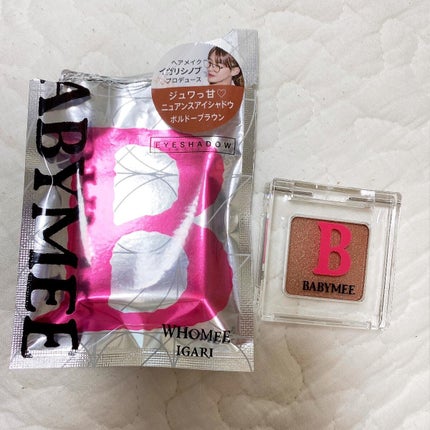 ヘアメイク
イガリシノブ
プロデュース
ジュワっ甘♡
ニュアンスアイシャドウ
ボルドーブラウン
EYESHADOW
ABYMEE
B
WHOMEE
IGARI
B
BABYMEE